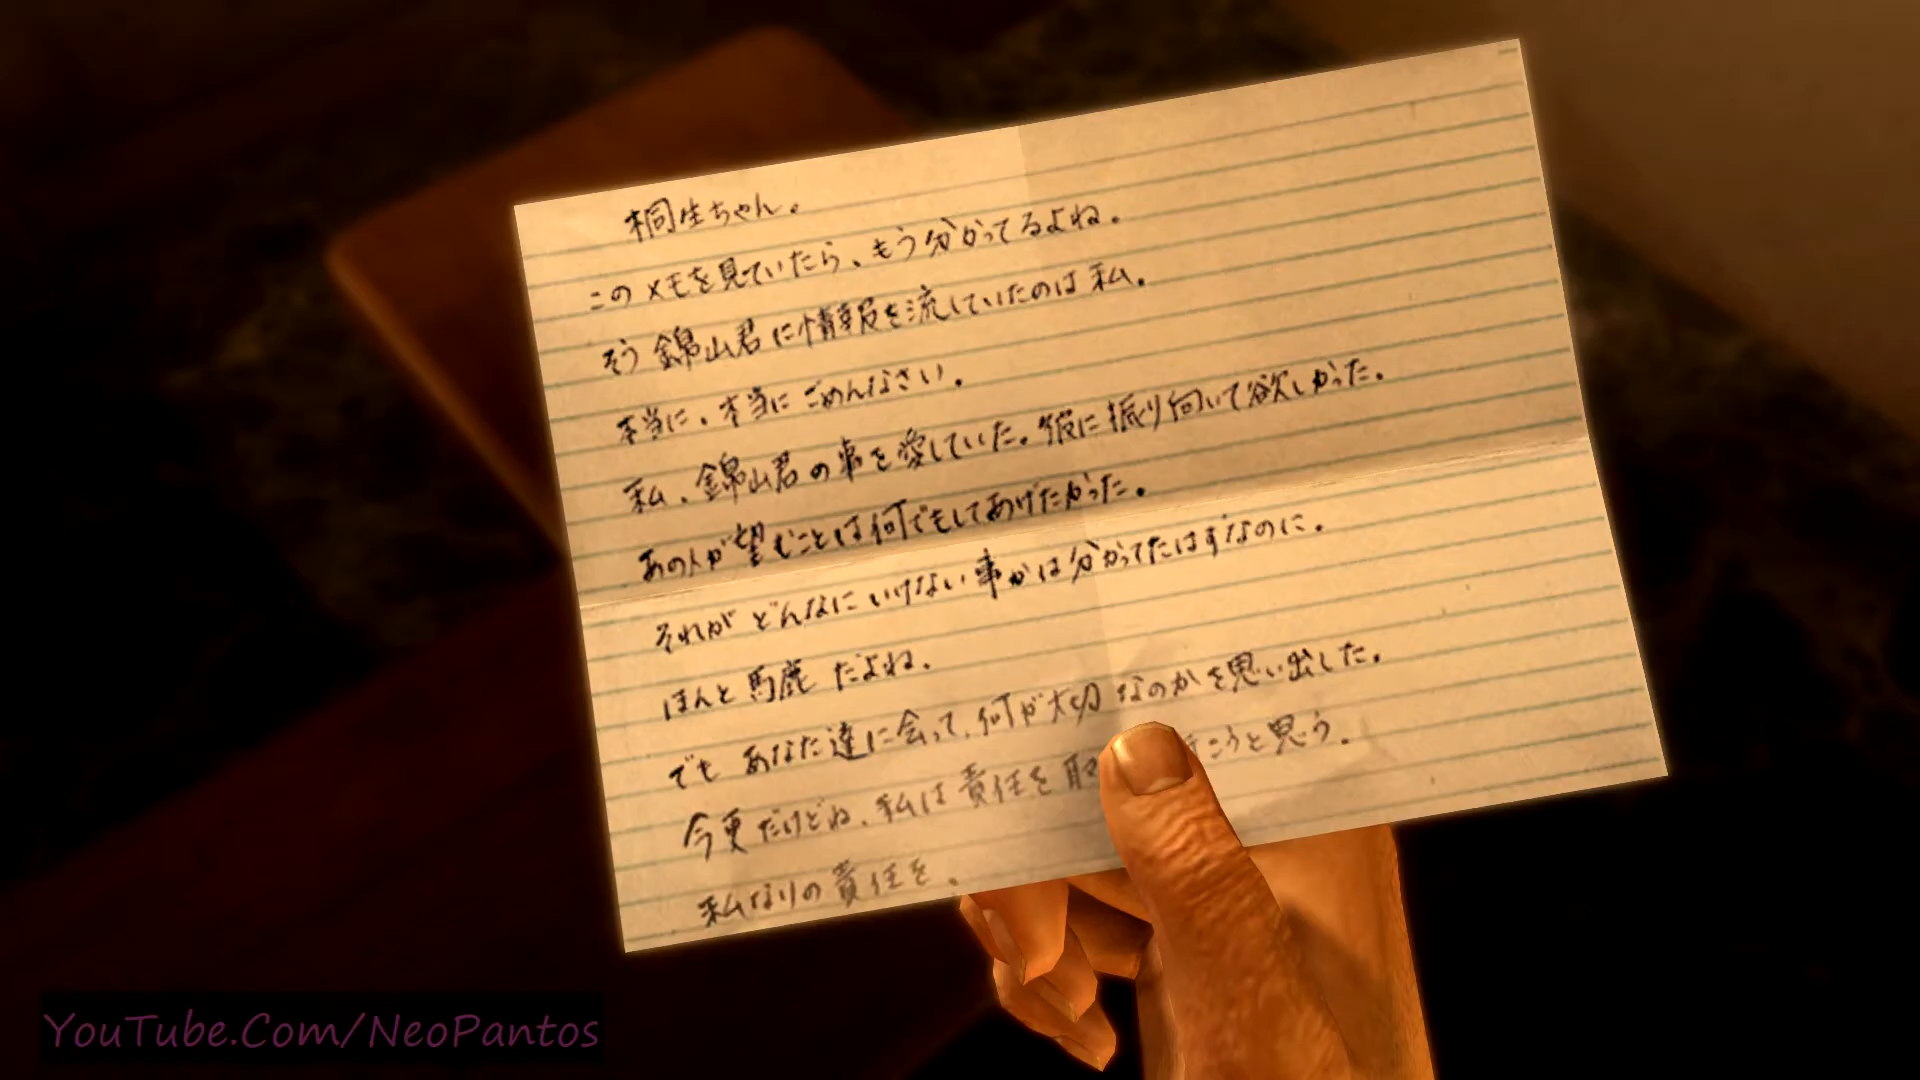 桐生ちゃん。
このメモを見ていたら、もう分かってるよね。
そう錦山君に情報を流していたのは私。
本当に。本当にごめんなさい。
私、錦山君の事を愛していた。彼に振り向いて欲しかった。
あの人が望むことは何でもしてあげたかった。
それがどんなにいけない事かは分かってたはずなのに。
ほんと馬鹿だよね。
でもあなた達に会って、何が大切なのかを思い出した。
今更だけどね、私は責任を取 こうと思う。
私なりの責任を。
YouTube.Com/NeoPantos